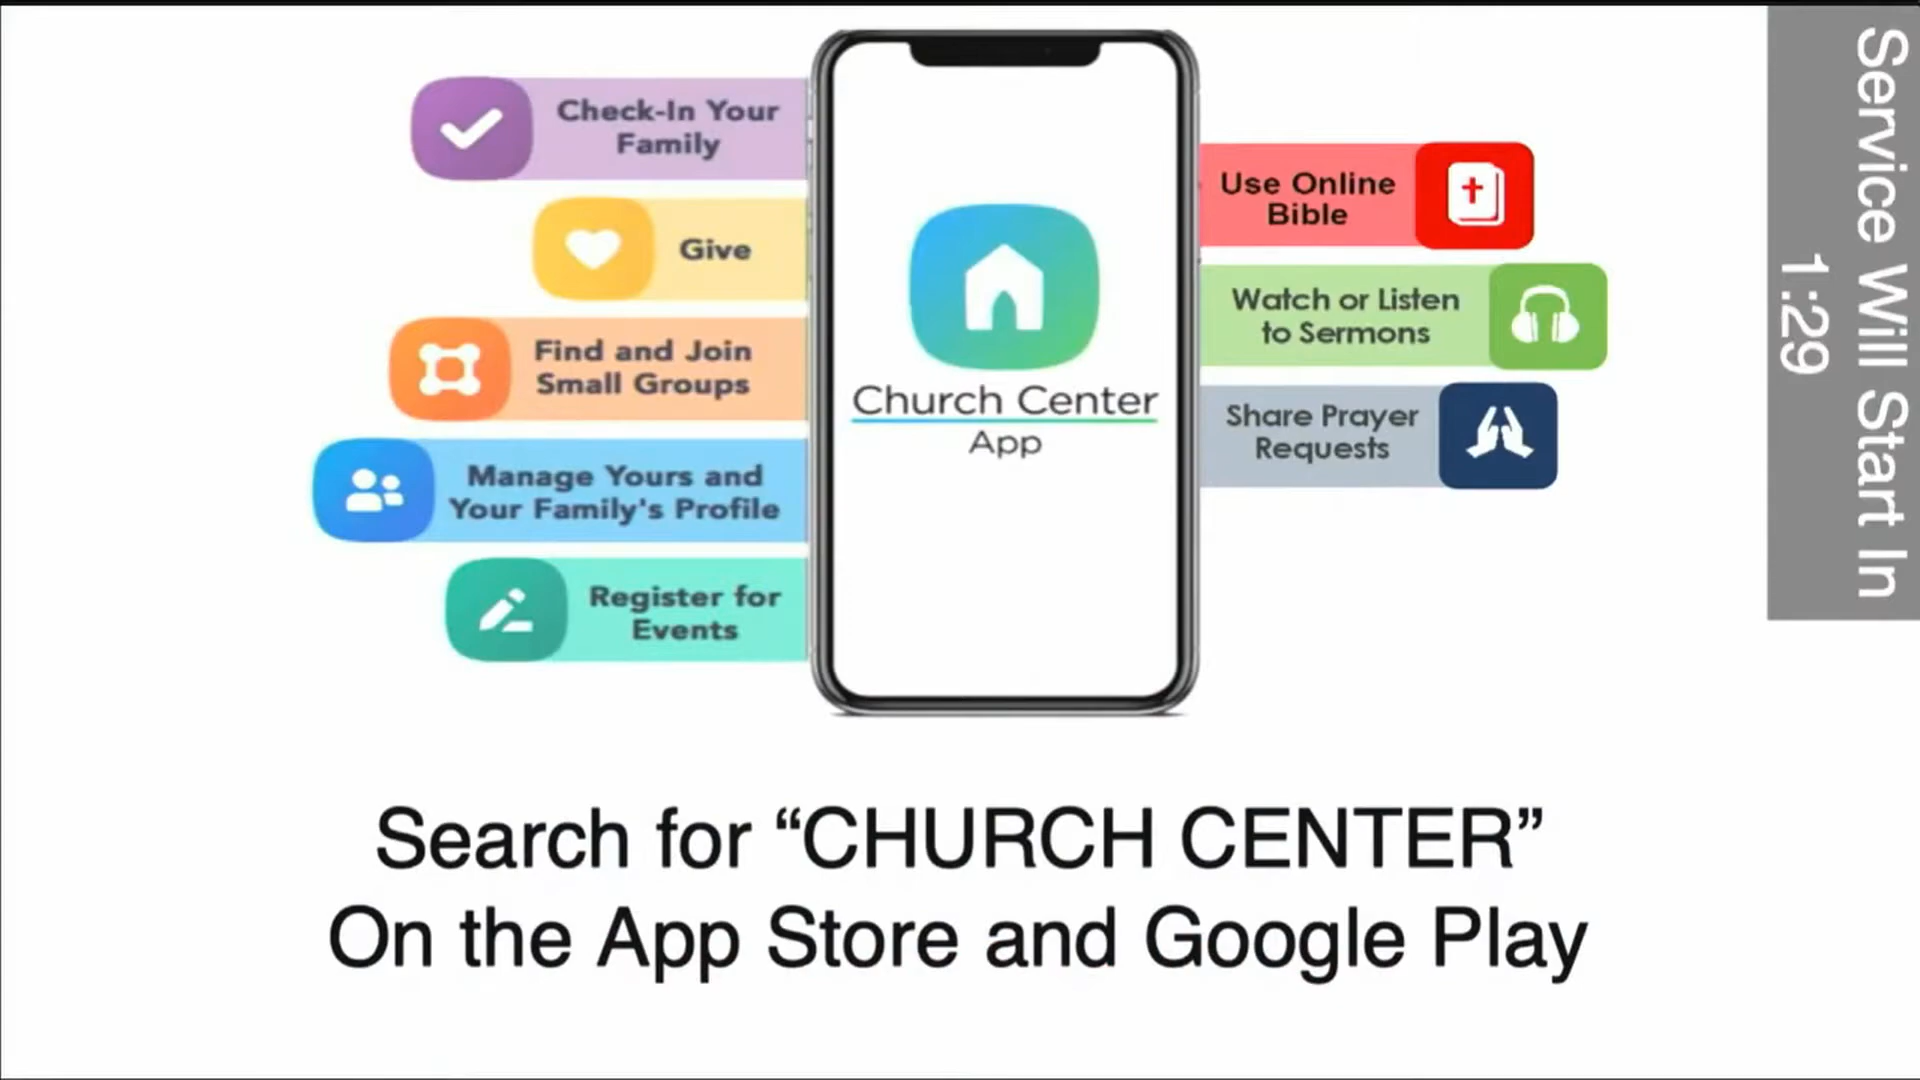 Check-In Your
Family
Give
Find and Join
Small Groups
Manage Yours and
Your Family's Profile
Register for
Events
Church Center
App
Use Online
Bible
Watch or Listen
to Sermons
Share Prayer
Requests
Service Will Start In
1:29
Search for “CHURCH CENTER”
On the App Store and Google Play